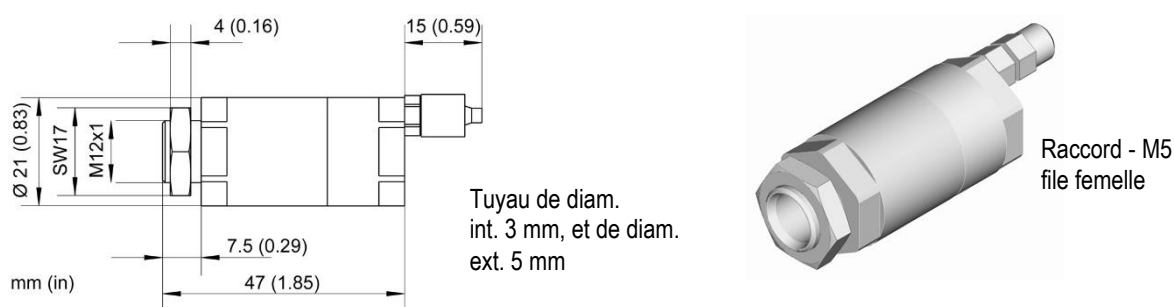 4 (0.16)
15 (0.59)
Ø 21 (0.83)
SW17
M12x1
7.5 (0.29)
mm (in)
47 (1.85)
Tuyau de diam.
int. 3 mm, et de diam.
ext. 5 mm
Raccord - M5
file femelle